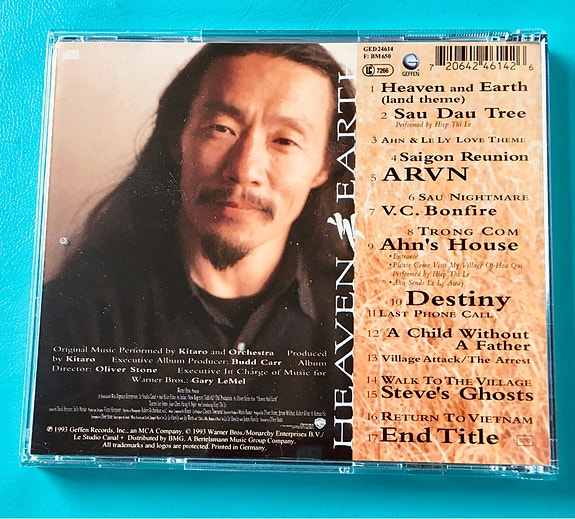 GED 24614
F: BM 650
LC 7266
GEFFEN
7 20642 46142 6
1 Heaven and Earth
(land theme)
2 Sau Dau Tree
Performed by Hiep Thi Le
3 Ahn & Le Ly Love Theme
4 Saigon Reunion
5 ARVN
6 Sau Nightmare
7 V.C. Bonfire
8 Trong Com
9 Ahn's House
• Entrance
• Please Come Visit My Village Of Hoa Qui
Performed by Hiep Thi Le
• Ahn Sends Le Ly Away
10 Destiny
11 Last Phone Call
12 A Child Without
A Father
13 Village Attack/The Arrest
14 Walk To The Village
15 Steve's Ghosts
16 Return To Vietnam
17 End Title
HEAVEN EARTH
Original Music Performed by Kitaro and Orchestra Produced
by Kitaro Executive Album Producer: Budd Carr Album
Director: Oliver Stone Executive In Charge of Music for
Warner Bros.: Gary LeMel
℗ 1993 Geffen Records, Inc., an MCA Company. © 1993 Warner Bros./Monarchy Enterprises B.V./
Le Studio Canal+ Distributed by BMG. A Bertelsmann Music Group Company.
All trademarks and logos are protected. Printed in Germany.